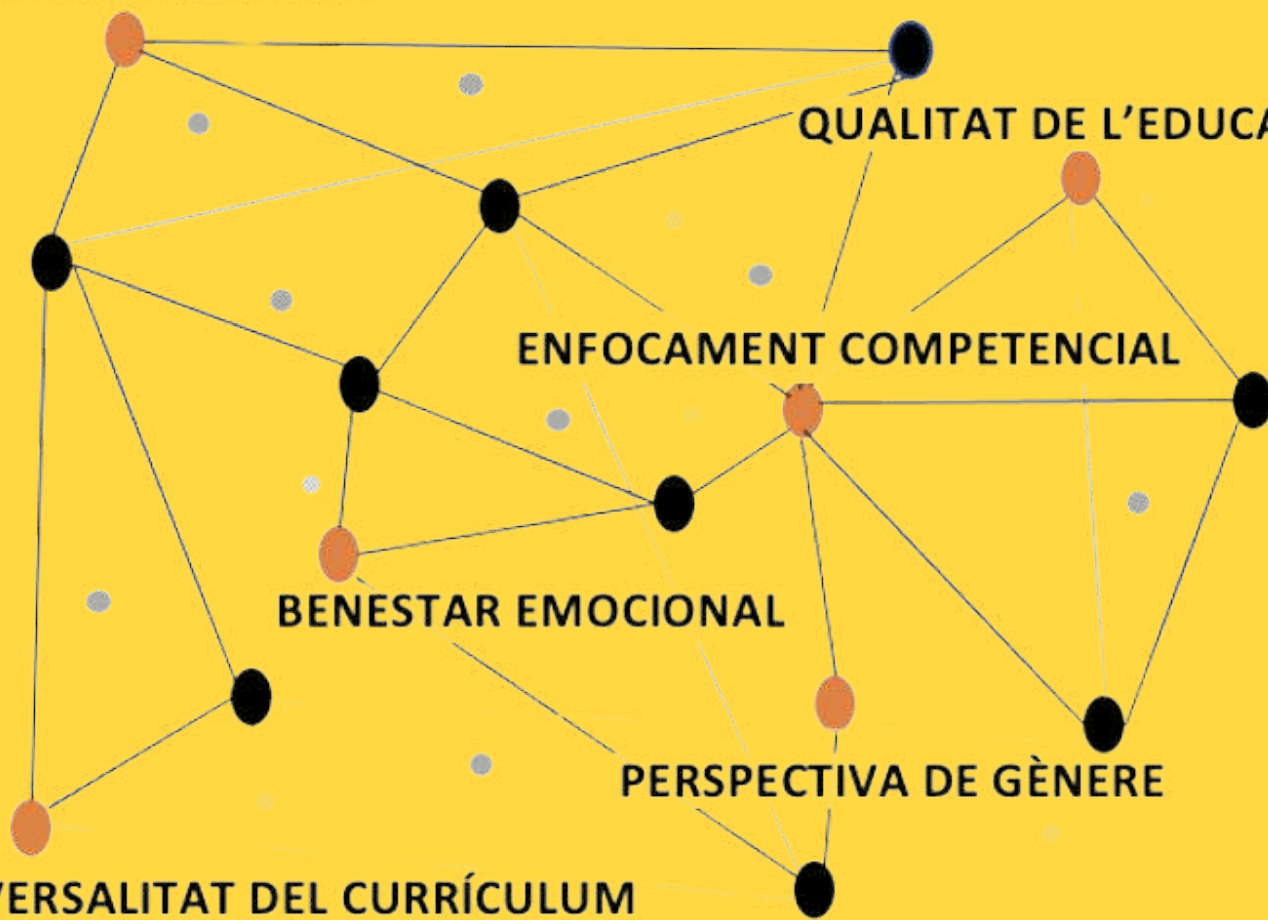 QUALITAT DE L'EDUCA
ENFOCAMENT COMPETENCIAL
BENESTAR EMOCIONAL
PERSPECTIVA DE GÈNERE
VERSALITAT DEL CURRÍCULUM